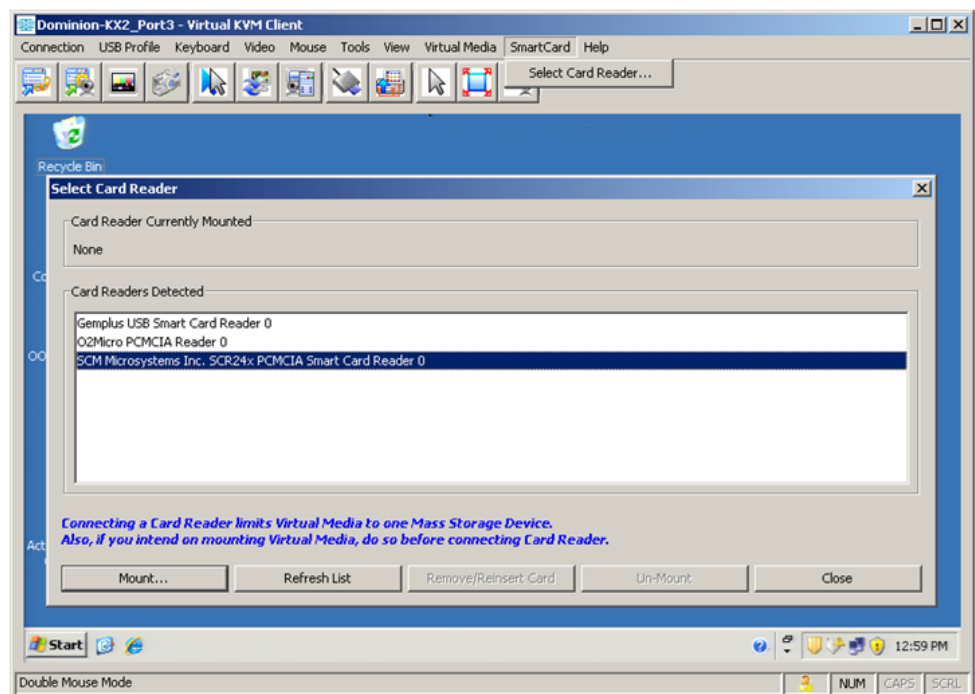 Dominion-KX2_Port3 - Virtual KVM Client
Connection USB Profile Keyboard Video Mouse Tools View Virtual Media SmartCard Help
Select Card Reader...
Recycle Bin
Select Card Reader
Card Reader Currently Mounted
None
Co
Card Readers Detected
Gemplus USB Smart Card Reader 0
O2Micro PCMCIA Reader 0
OO
SCM Microsystems Inc. SCR24x PCMCIA Smart Card Reader 0
Connecting a Card Reader limits Virtual Media to one Mass Storage Device.
Also, if you intend on mounting Virtual Media, do so before connecting Card Reader.
Act
Mount... Refresh List Remove/Reinsert Card Un-Mount Close
Start 12:59 PM
Double Mouse Mode NUM CAPS SCRL